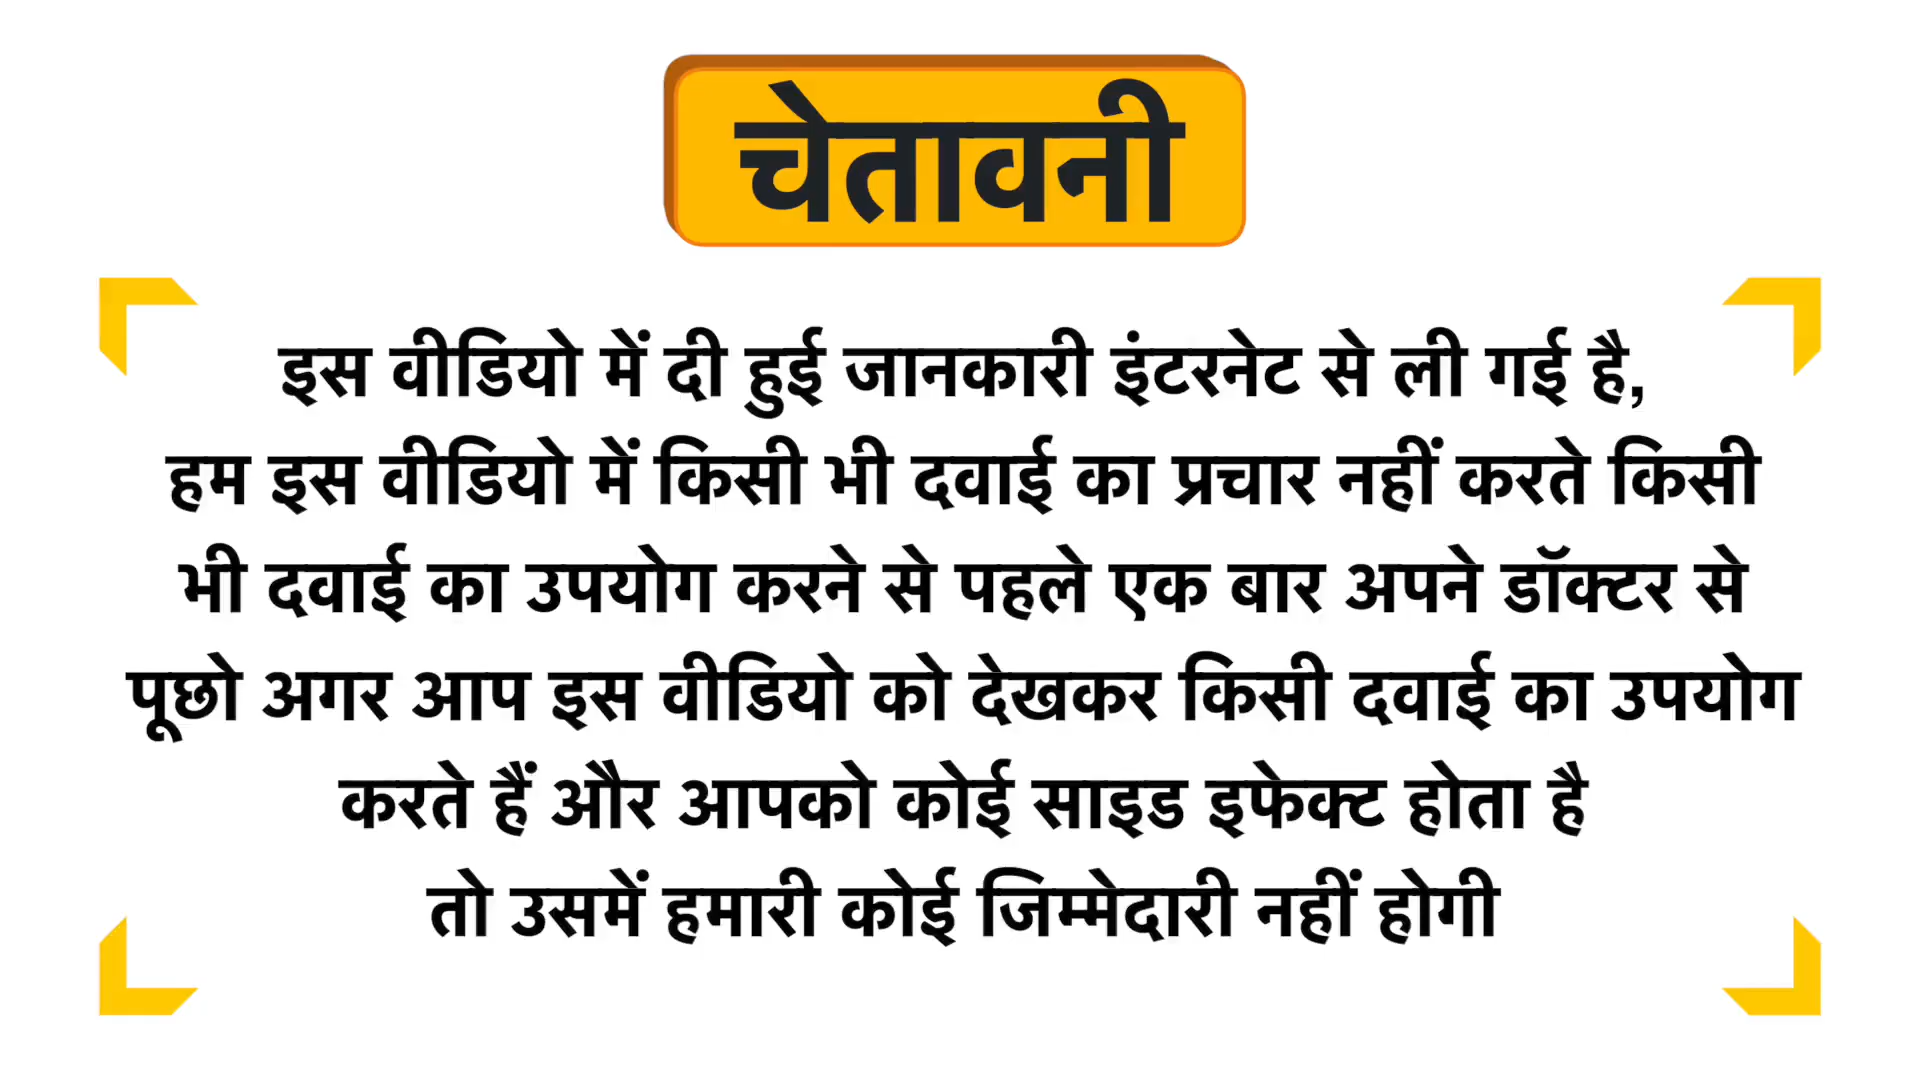 चेतावनी
इस वीडियो में दी हुई जानकारी इंटरनेट से ली गई है,
हम इस वीडियो में किसी भी दवाई का प्रचार नहीं करते किसी
भी दवाई का उपयोग करने से पहले एक बार अपने डॉक्टर से
पूछो अगर आप इस वीडियो को देखकर किसी दवाई का उपयोग
करते हैं और आपको कोई साइड इफेक्ट होता है
तो उसमें हमारी कोई जिम्मेदारी नहीं होगी